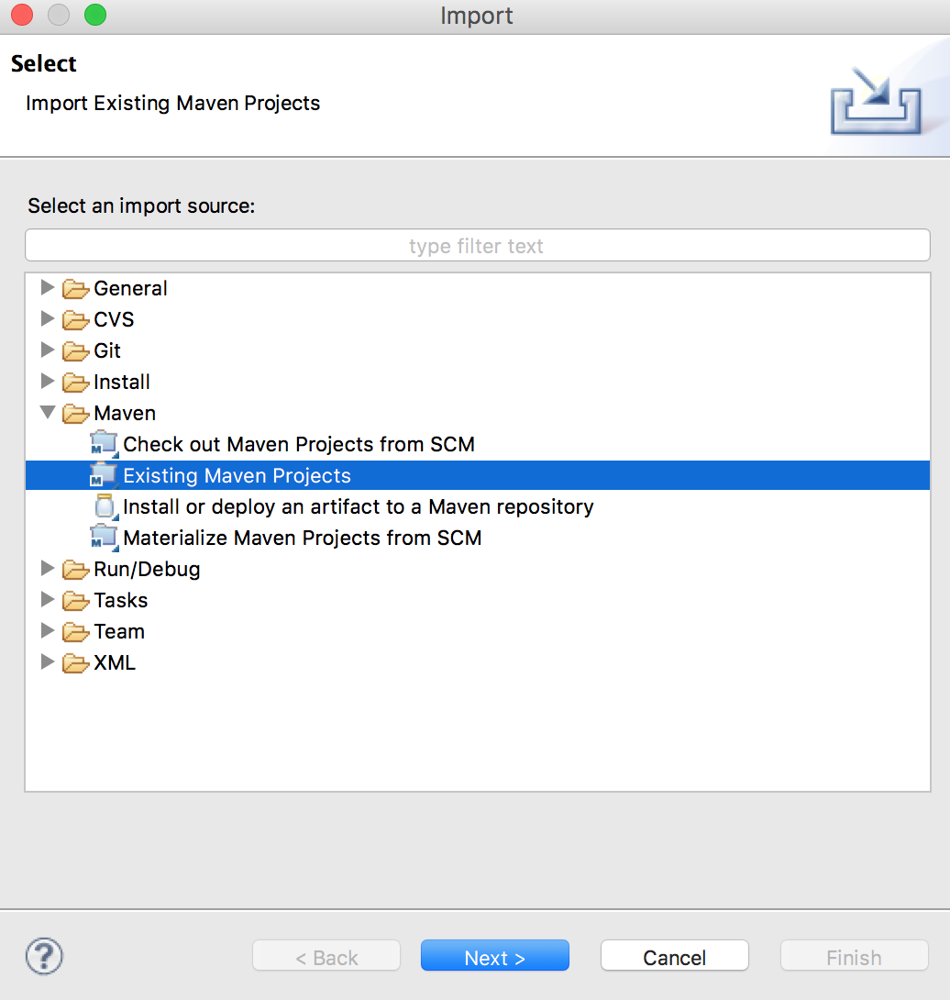 Import
Select
Import Existing Maven Projects
Select an import source:
type filter text
General
CVS
Git
Install
Maven
Check out Maven Projects from SCM
Existing Maven Projects
Install or deploy an artifact to a Maven repository
Materialize Maven Projects from SCM
Run/Debug
Tasks
Team
XML
? < Back Next > Cancel Finish